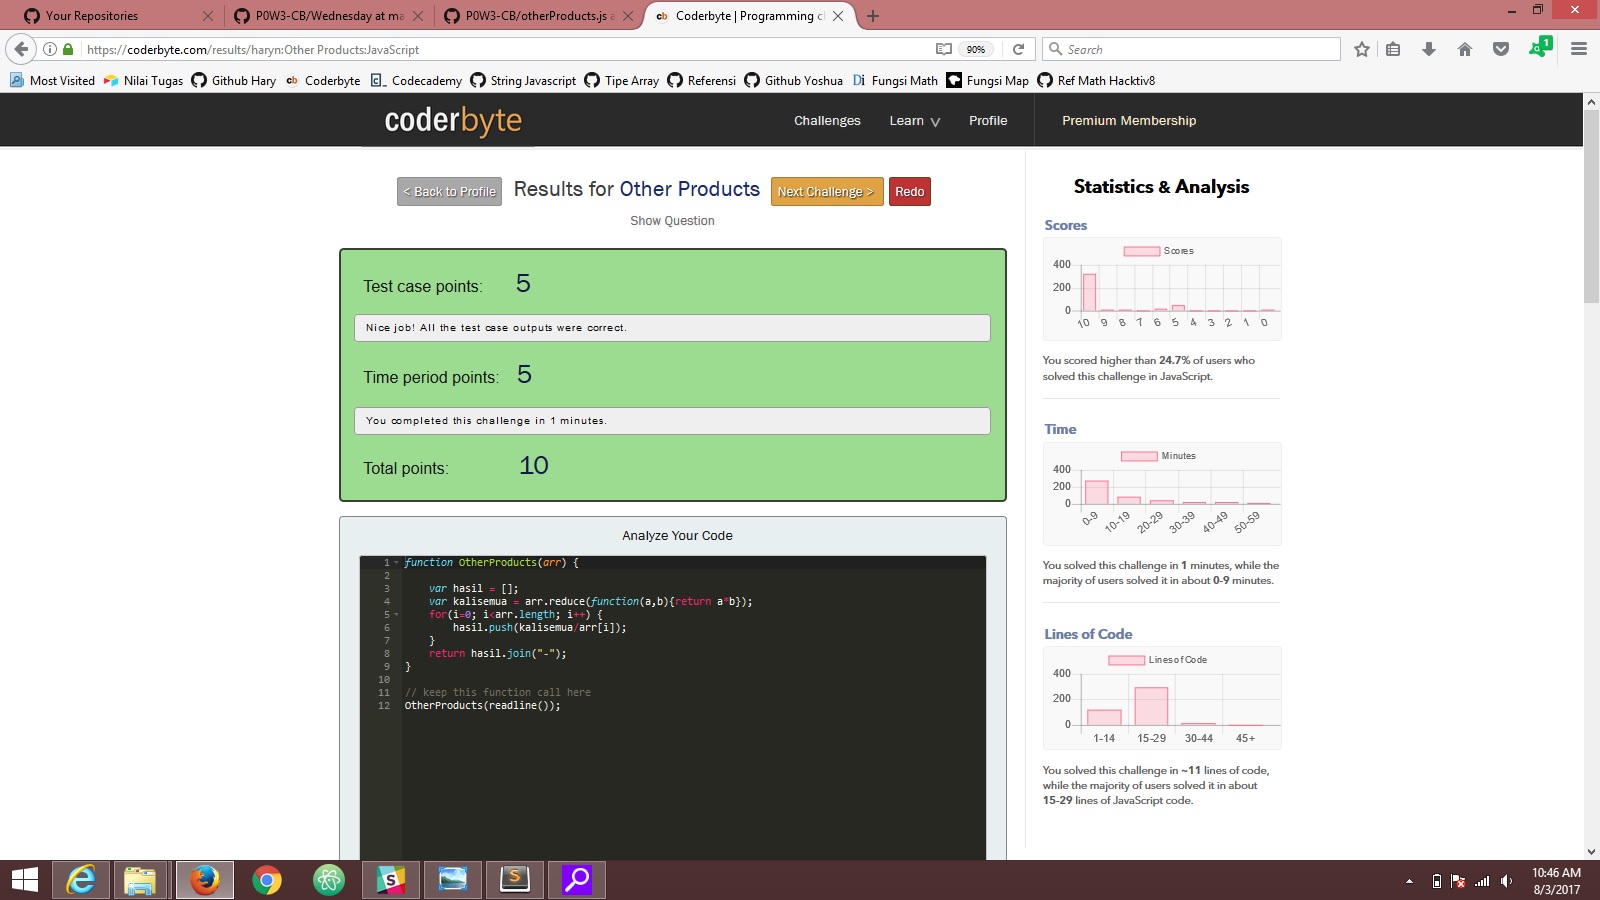 Your Repositories
P0W3-CB/Wednesday at ma
P0W3-CB/otherProducts.js a
cb Coderbyte | Programming c
https://coderbyte.com/results/haryn:Other Products:JavaScript
90%
Search
1
Most Visited
Nilai Tugas
Github Hary
cb Coderbyte
Codecademy
String Javascript
Tipe Array
Referensi
Github Yoshua
Di Fungsi Math
Fungsi Map
Ref Math Hacktiv8
coderbyte
Challenges
Learn
Profile
Premium Membership
< Back to Profile
Results for Other Products
Next Challenge >
Redo
Show Question
Test case points: 5
Nice job! All the test case outputs were correct.
Time period points: 5
You completed this challenge in 1 minutes.
Total points: 10
Analyze Your Code
1 function OtherProducts(arr) {
2
3 var hasil = [];
4 var kalisemua = arr.reduce(function(a,b){return a*b});
5 for(i=0; i<arr.length; i++) {
6 hasil.push(kalisemua/arr[i]);
7 }
8 return hasil.join("-");
9 }
10
11 // keep this function call here
12 OtherProducts(readline());
Statistics & Analysis
Scores
Scores
400
200
0
10 9 8 7 6 5 4 3 2 1 0
You scored higher than 24.7% of users who
solved this challenge in JavaScript.
Time
Minutes
400
200
0
0-9 10-19 20-29 30-39 40-49 50-59
You solved this challenge in 1 minutes, while the
majority of users solved it in about 0-9 minutes.
Lines of Code
Lines of Code
400
200
0
1-14 15-29 30-44 45+
You solved this challenge in ~11 lines of code,
while the majority of users solved it in about
15-29 lines of JavaScript code.
10:46 AM
8/3/2017